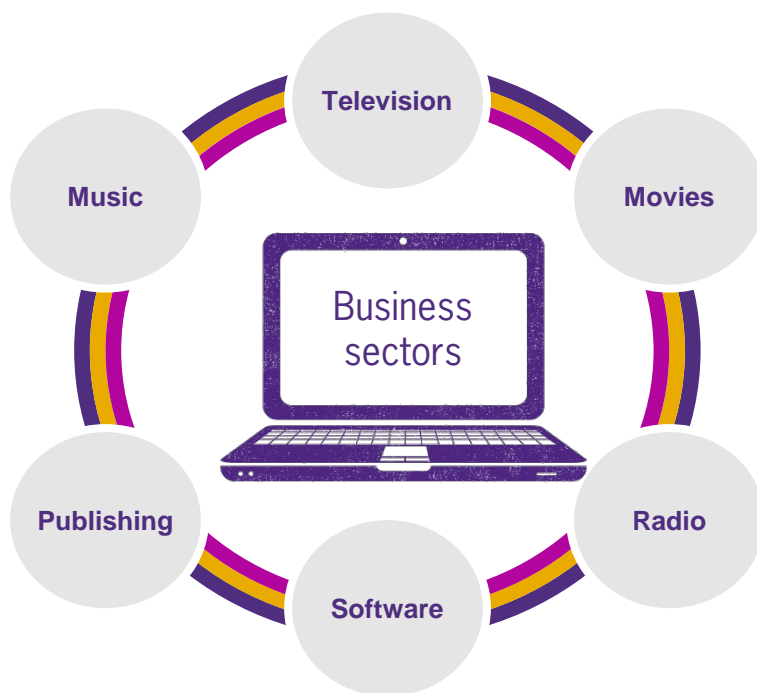 Television
Music
Movies
Business
sectors
Publishing
Radio
Software